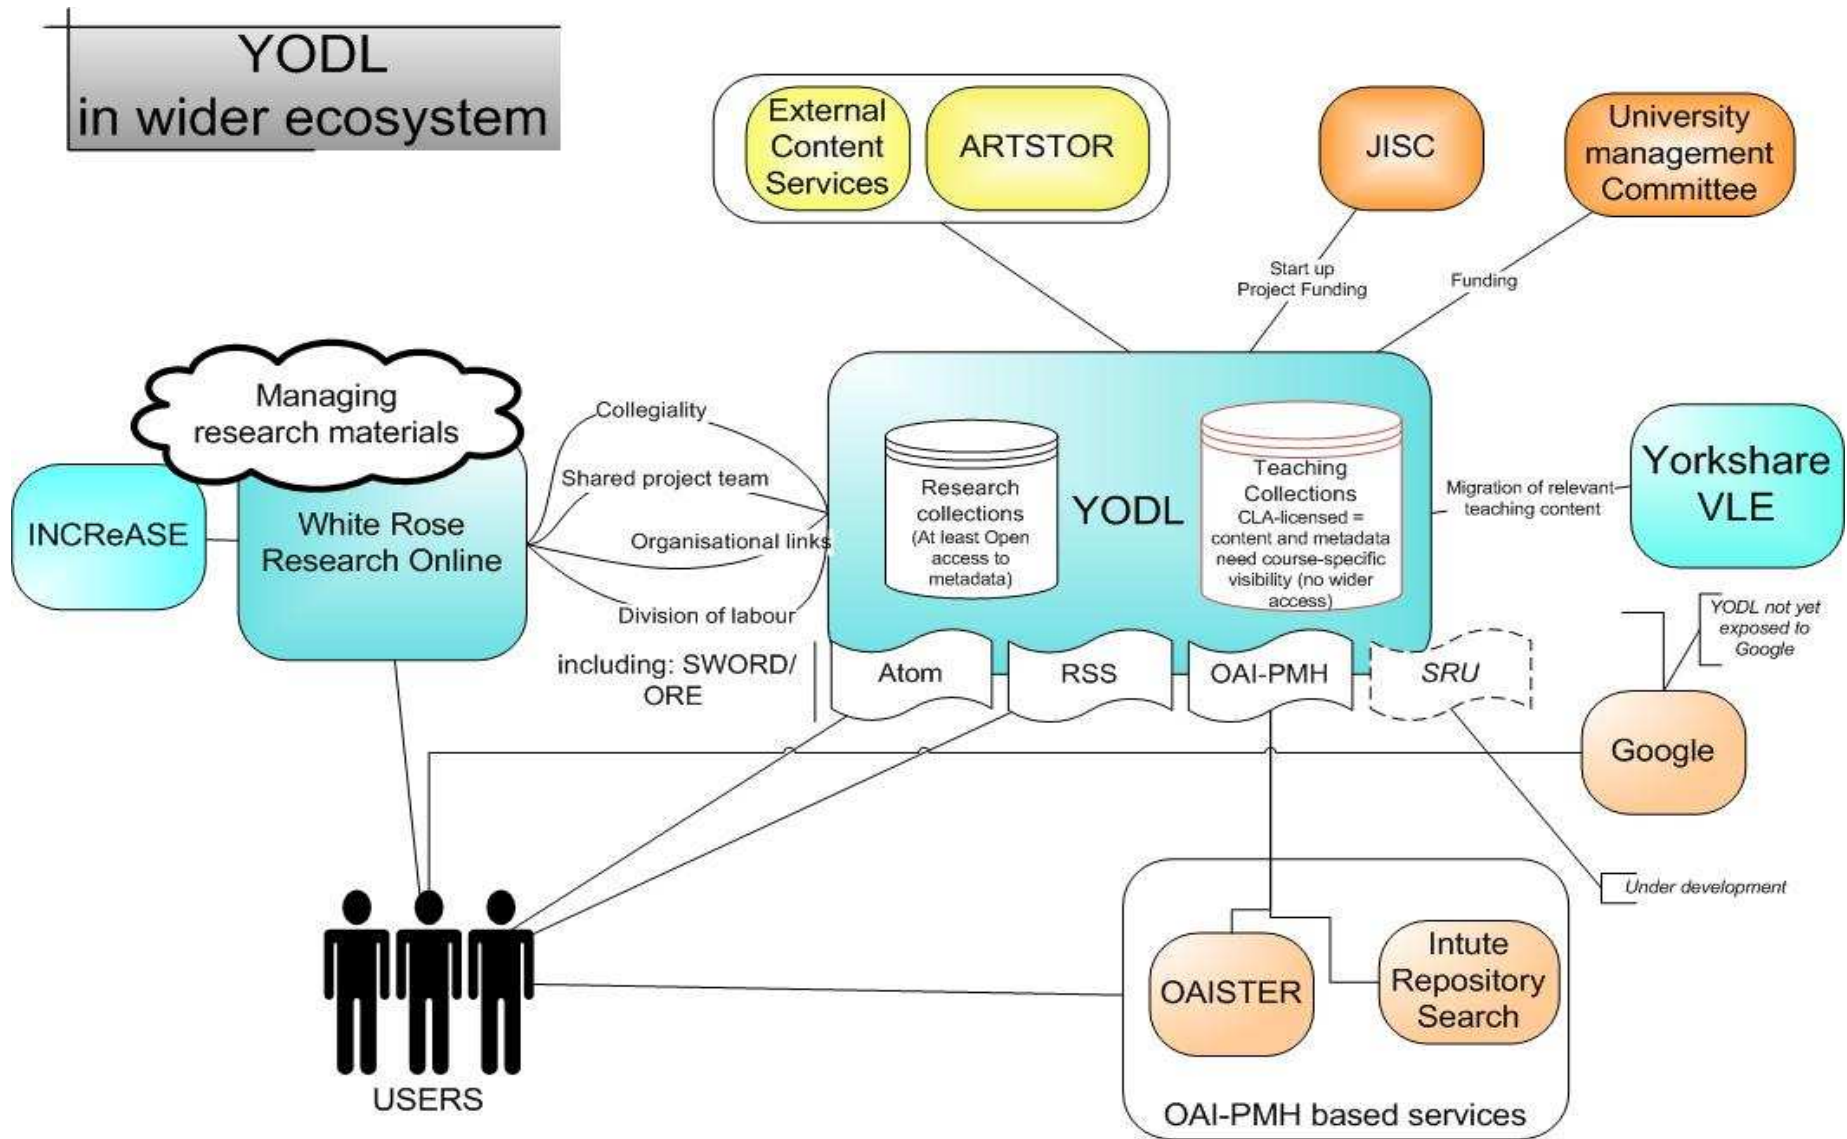 YODL
in wider ecosystem
External
Content
Services
ARTSTOR
JISC
University
management
Committee
Start up
Project Funding
Funding
Managing
research materials
INCReASE
White Rose
Research Online
Collegiality
Shared project team
Organisational links
Division of labour
Research
collections
(At least Open
access to
metadata)
YODL
Teaching
Collections
CLA-licensed =
content and metadata
need course-specific
visibility (no wider
access)
Migration of relevant
teaching content
Yorkshare
VLE
including: SWORD/
ORE
Atom
RSS
OAI-PMH
SRU
YODL not yet
exposed to
Google
Google
Under development
OAISTER
Intute
Repository
Search
OAI-PMH based services
USERS